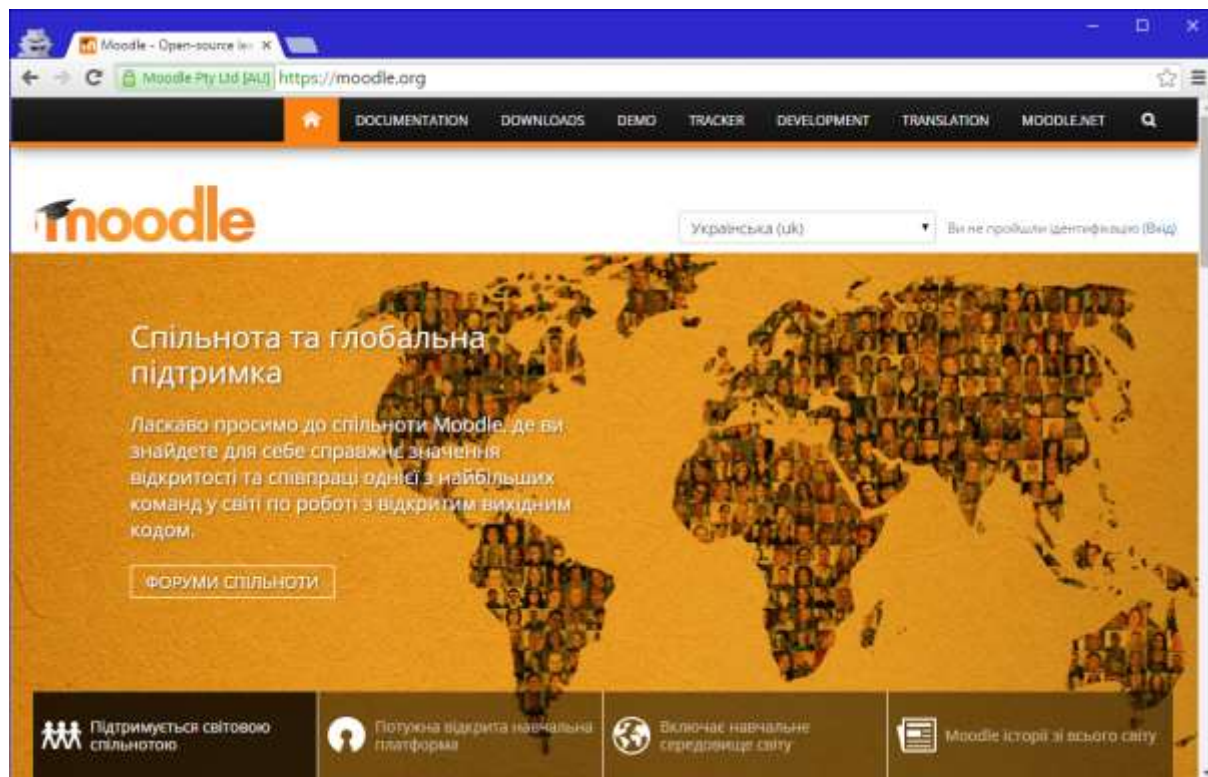 Moodle - Open-source le
Moodle Pty Ltd [AU] https://moodle.org
DOCUMENTATION DOWNLOADS DEMO TRACKER DEVELOPMENT TRANSLATION MOODLE.NET
moodle
Українська (uk) Ви не пройшли ідентифікацію (Вхід)
Спільнота та глобальна
підтримка
Ласкаво просимо до спільноти Moodle, де ви
знайдете для себе справжнє значення
відкритості та співпраці однієї з найбільших
команд у світі по роботі з відкритим вихідним
кодом.
ФОРУМИ СПІЛЬНОТИ
Підтримується світовою
спільнотою
Потужна відкрита навчальна
платформа
Включає навчальне
середовище світу
Moodle історії зі всього світу